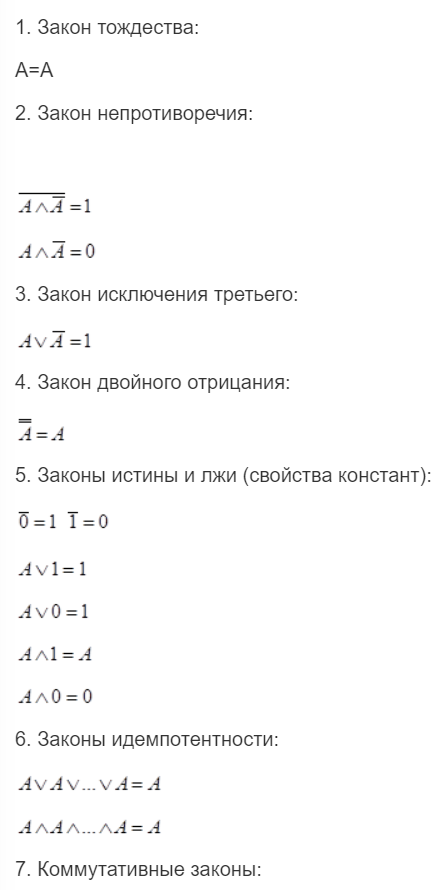 1. Закон тождества:
А=А
2. Закон непротиворечия:
$\overline{A \wedge \overline{A}} = 1$
$A \wedge \overline{A} = 0$
3. Закон исключения третьего:
$A \vee \overline{A} = 1$
4. Закон двойного отрицания:
$\overline{\overline{A}} = A$
5. Законы истины и лжи (свойства констант):
$\overline{0} = 1 \;\; \overline{1} = 0$
$A \vee 1 = 1$
$A \vee 0 = 1$
$A \wedge 1 = A$
$A \wedge 0 = 0$
6. Законы идемпотентности:
$A \vee A \vee ... \vee A = A$
$A \wedge A \wedge ... \wedge A = A$
7. Коммутативные законы: